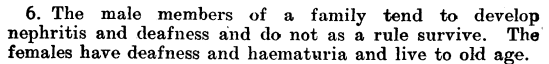 6. The male members of a family tend to develop
nephritis and deafness and do not as a rule survive. The
females have deafness and haematuria and live to old age.